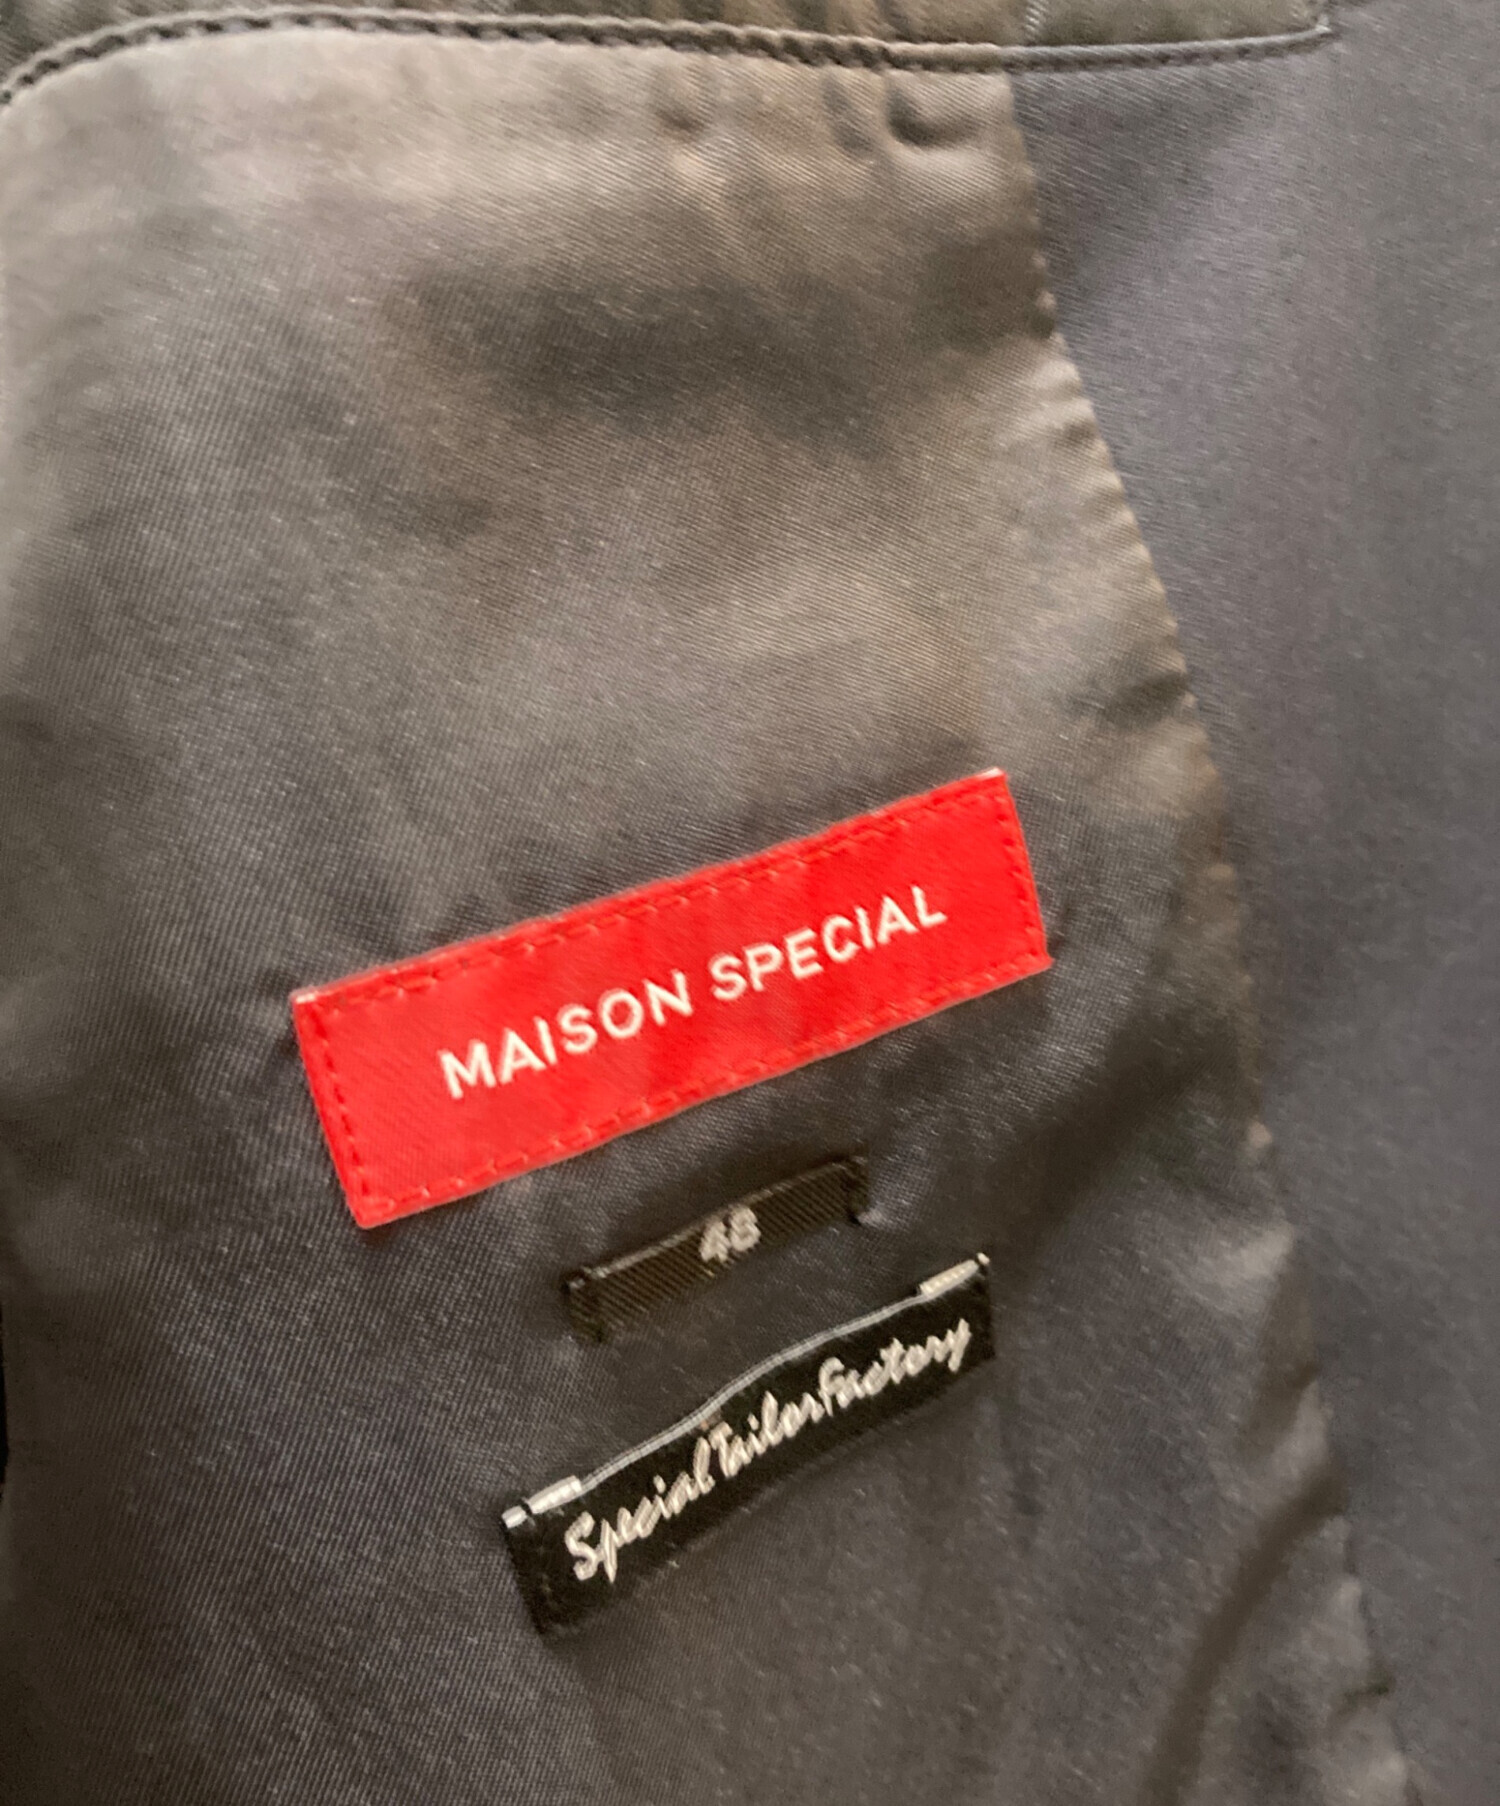 MAISON SPECIAL
48
Special Tailor Factory